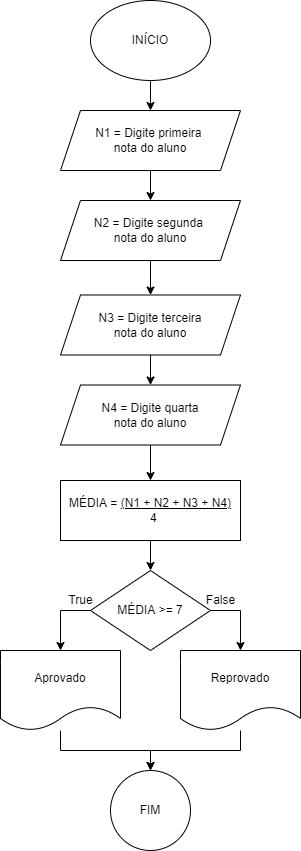 INÍCIO
N1 = Digite primeira
nota do aluno
N2 = Digite segunda
nota do aluno
N3 = Digite terceira
nota do aluno
N4 = Digite quarta
nota do aluno
MÉDIA = (N1 + N2 + N3 + N4)
4
True
False
MÉDIA >= 7
Aprovado
Reprovado
FIM